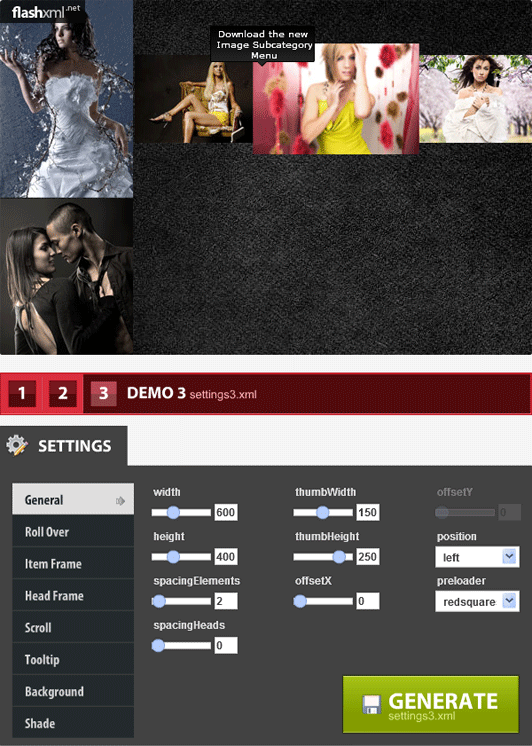 flashxml.net
Download the new
Image Subcategory
Menu
1 2 3 DEMO 3 settings3.xml
SETTINGS
General
Roll Over
Item Frame
Head Frame
Scroll
Tooltip
Background
Shade
width
600
height
400
spacingElements
2
spacingHeads
0
thumbWidth
150
thumbHeight
250
offsetX
0
offsetY
0
position
left
preloader
redsquare
GENERATE
settings3.xml